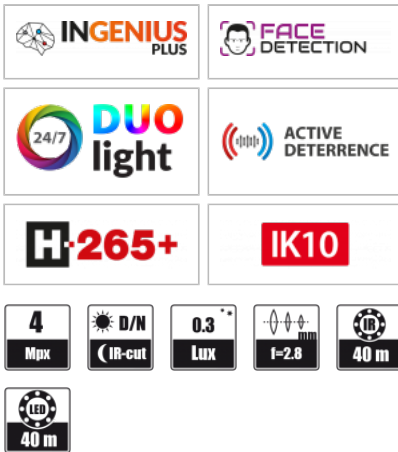 INGENIUS
PLUS
FACE
DETECTION
24/7
DUO
light
ACTIVE
DETERRENCE
H·265+
IK10
4
Mpx
D/N
IR-cut
0.3 **
Lux
mm
f=2.8
IR
40 m
LED
40 m